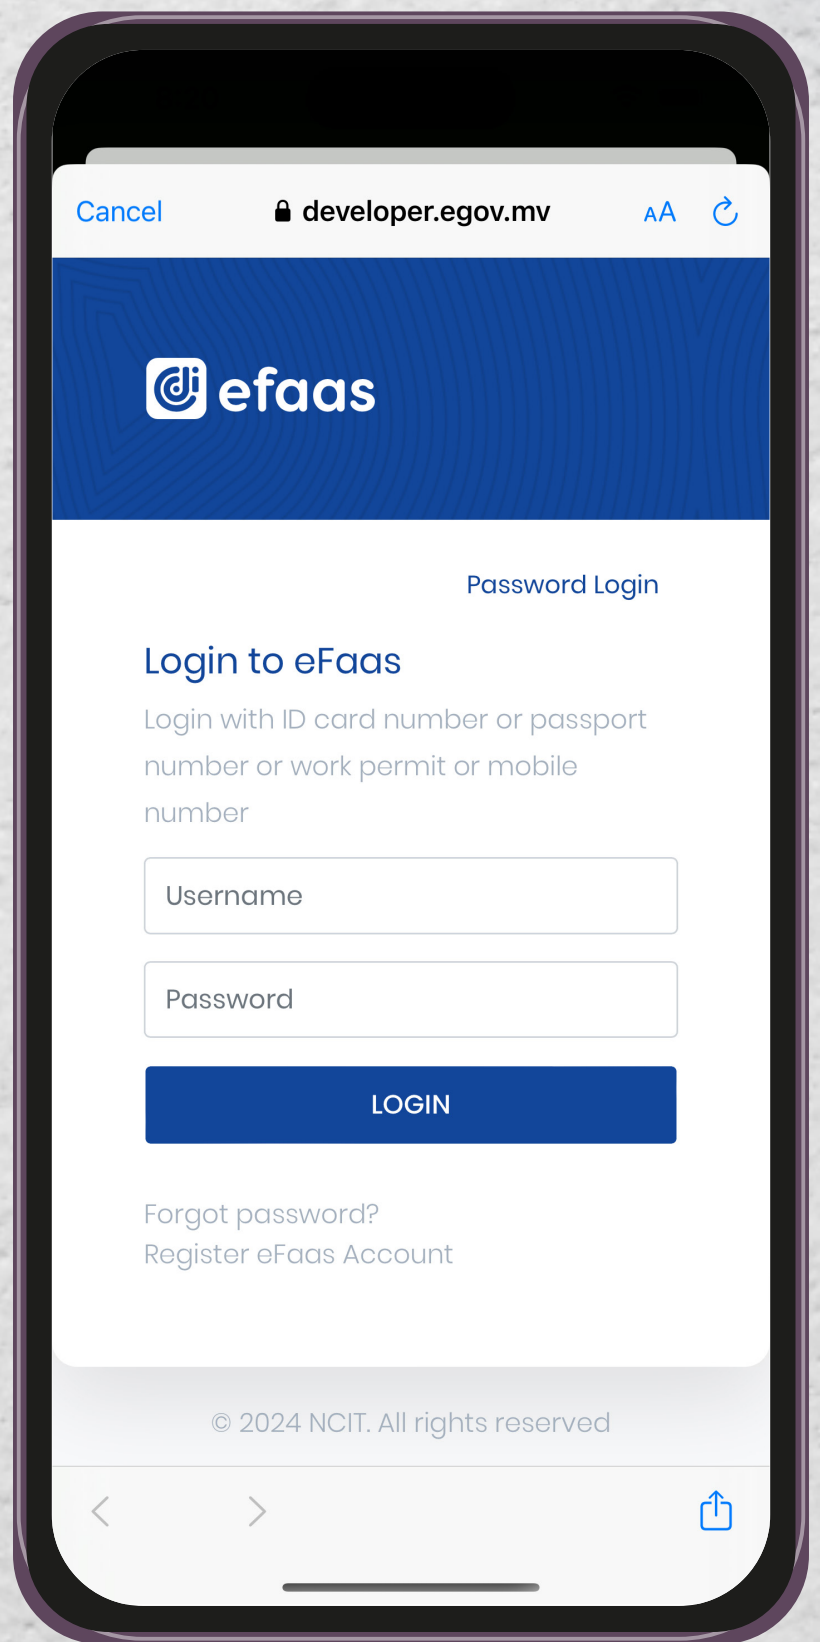 Cancel developer.egov.mv AA
efaas
Password Login
Login to eFaas
Login with ID card number or passport
number or work permit or mobile
number
Username
Password
LOGIN
Forgot password?
Register eFaas Account
© 2024 NCIT. All rights reserved